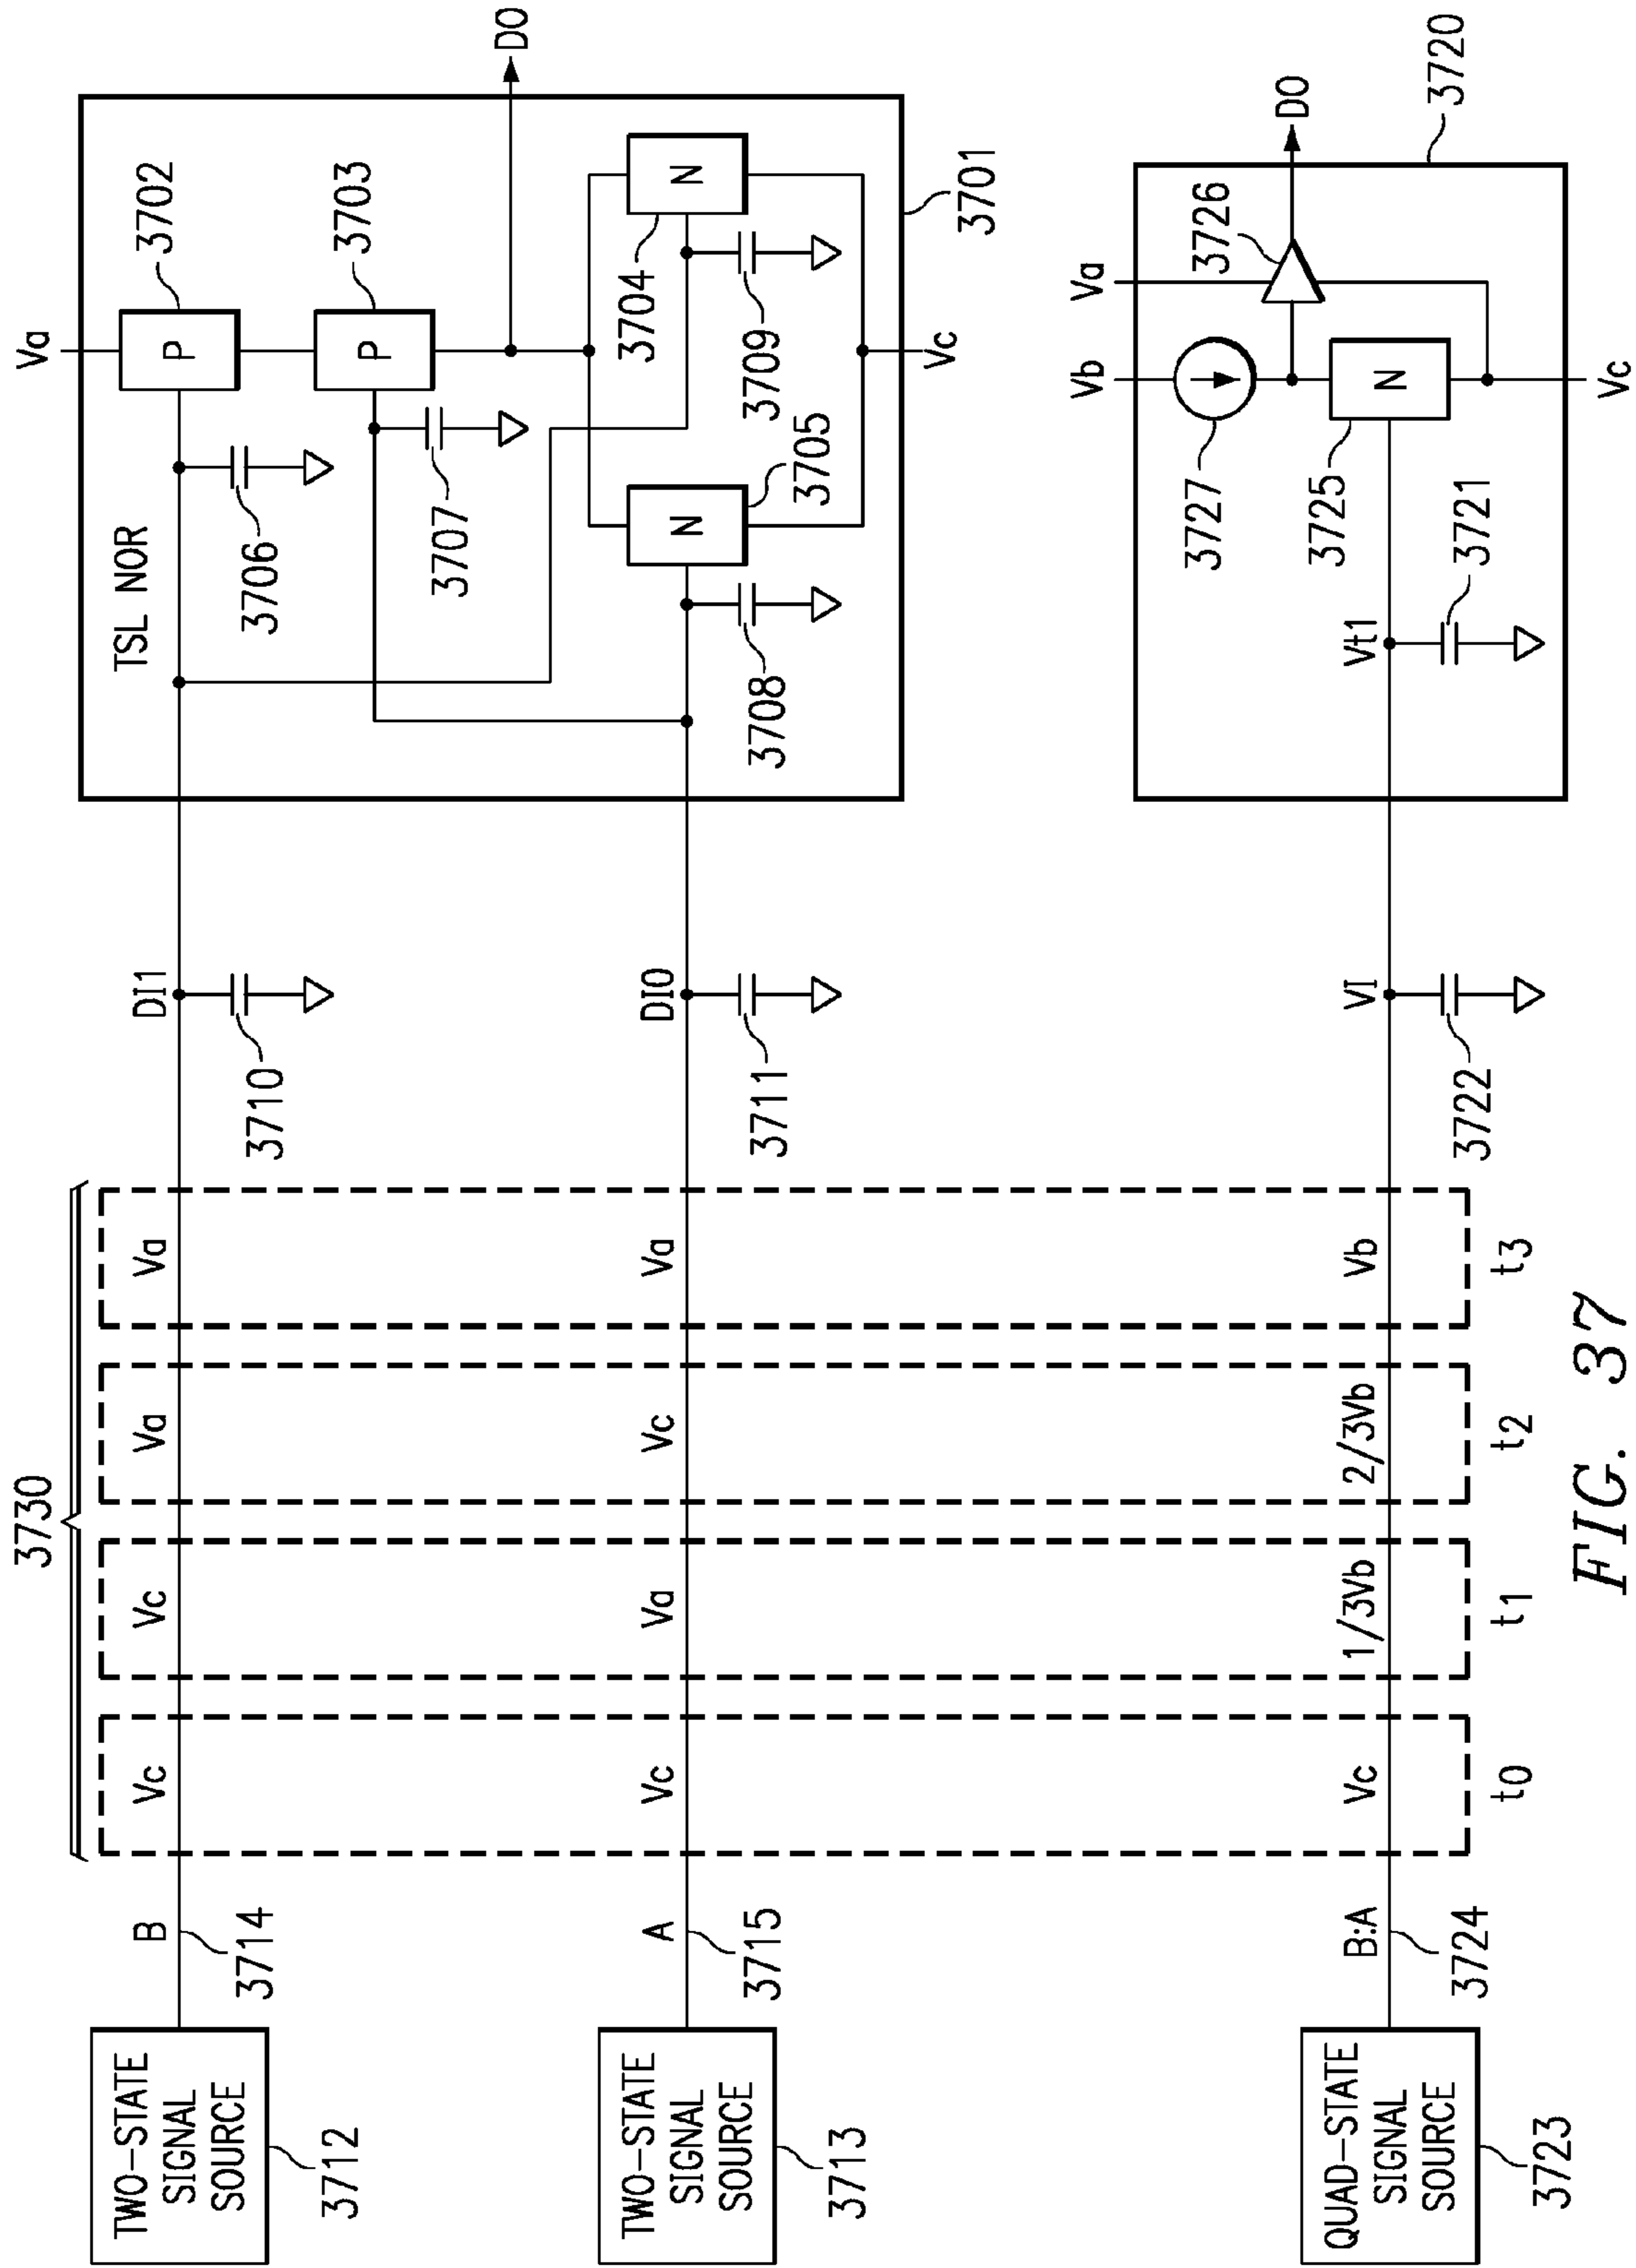 3730
TWO-STATE
SIGNAL
SOURCE
3712
B
3714
Vc
Vc
Va
Va
DI1
3710
TSL NOR
3706
Va
P
3702
P
3703
3707
DO
TWO-STATE
SIGNAL
SOURCE
3713
A
3715
Vc
Va
Vc
Va
DI0
3711
3708
N
3705
3709
3704
N
Vc
3701
QUAD-STATE
SIGNAL
SOURCE
3723
B:A
3724
Vc
1/3Vb
2/3Vb
Vb
t0
t1
t2
t3
VI
3722
Vt1
3721
3725
3727
Vb
Va
N
3726
DO
Vc
3720
FIG. 37